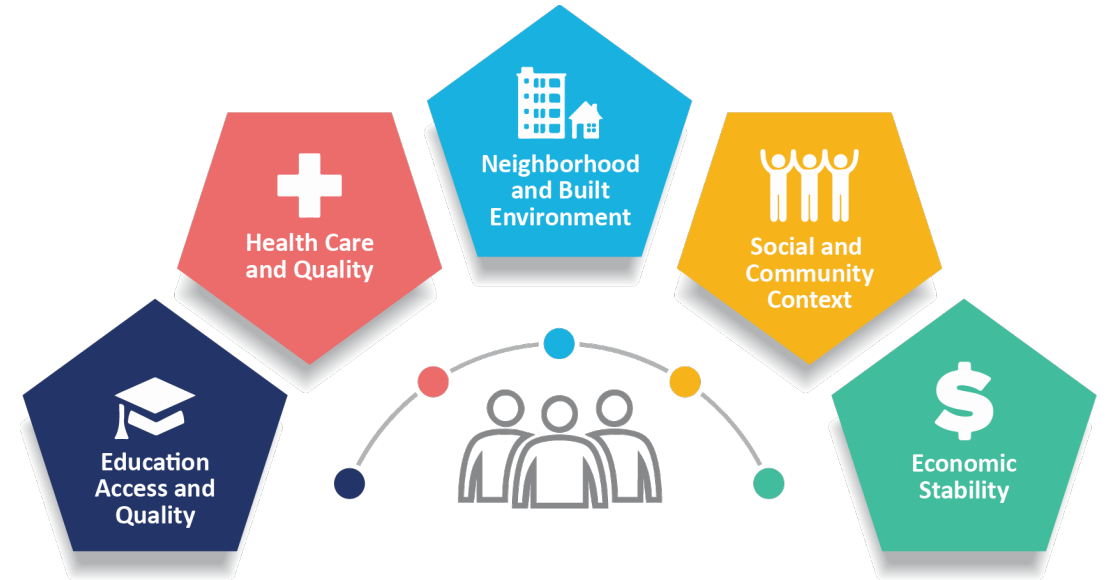 Education
Access and
Quality
Health Care
and Quality
Neighborhood
and Built
Environment
Social and
Community
Context
$
Economic
Stability